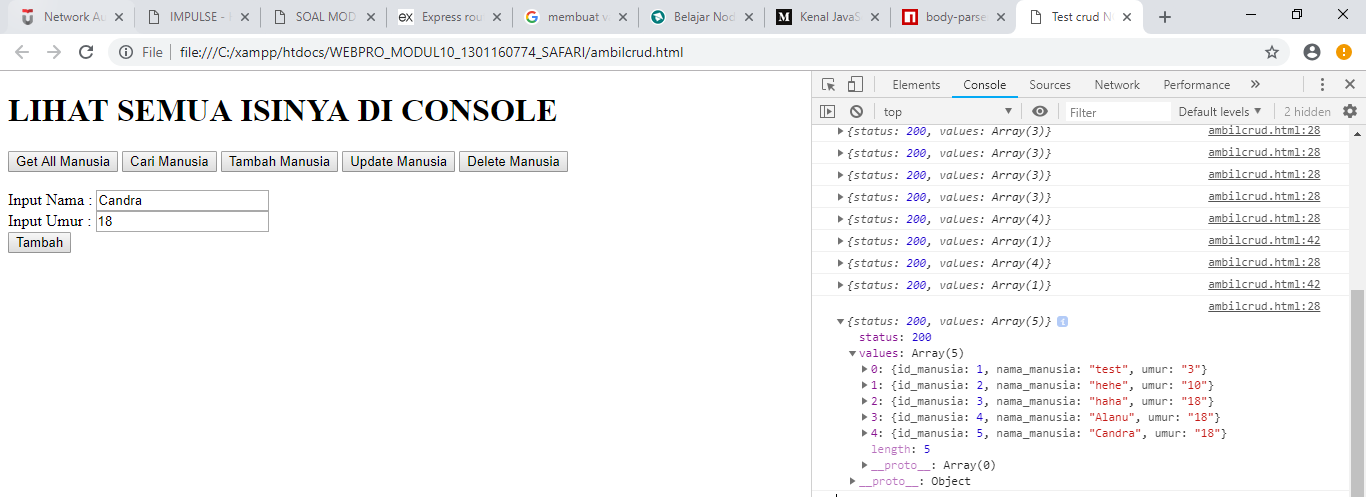 Network Au
IMPULSE -
SOAL MOD
Express rou
membuat v
Belajar Nod
Kenal JavaS
body-parse
Test crud N
File file:///C:/xampp/htdocs/WEBPRO_MODUL10_1301160774_SAFARI/ambilcrud.html
LIHAT SEMUA ISINYA DI CONSOLE
Get All Manusia Cari Manusia Tambah Manusia Update Manusia Delete Manusia
Input Nama : Candra
Input Umur : 18
Tambah
Elements Console Sources Network Performance »
top Filter Default levels 2 hidden
{status: 200, values: Array(3)} ambilcrud.html:28
{status: 200, values: Array(3)} ambilcrud.html:28
{status: 200, values: Array(3)} ambilcrud.html:28
{status: 200, values: Array(3)} ambilcrud.html:28
{status: 200, values: Array(4)} ambilcrud.html:28
{status: 200, values: Array(1)} ambilcrud.html:42
{status: 200, values: Array(4)} ambilcrud.html:28
{status: 200, values: Array(1)} ambilcrud.html:42
ambilcrud.html:28
{status: 200, values: Array(5)} i
status: 200
values: Array(5)
0: {id_manusia: 1, nama_manusia: "test", umur: "3"}
1: {id_manusia: 2, nama_manusia: "hehe", umur: "10"}
2: {id_manusia: 3, nama_manusia: "haha", umur: "18"}
3: {id_manusia: 4, nama_manusia: "Alanu", umur: "18"}
4: {id_manusia: 5, nama_manusia: "Candra", umur: "18"}
length: 5
__proto__: Array(0)
__proto__: Object